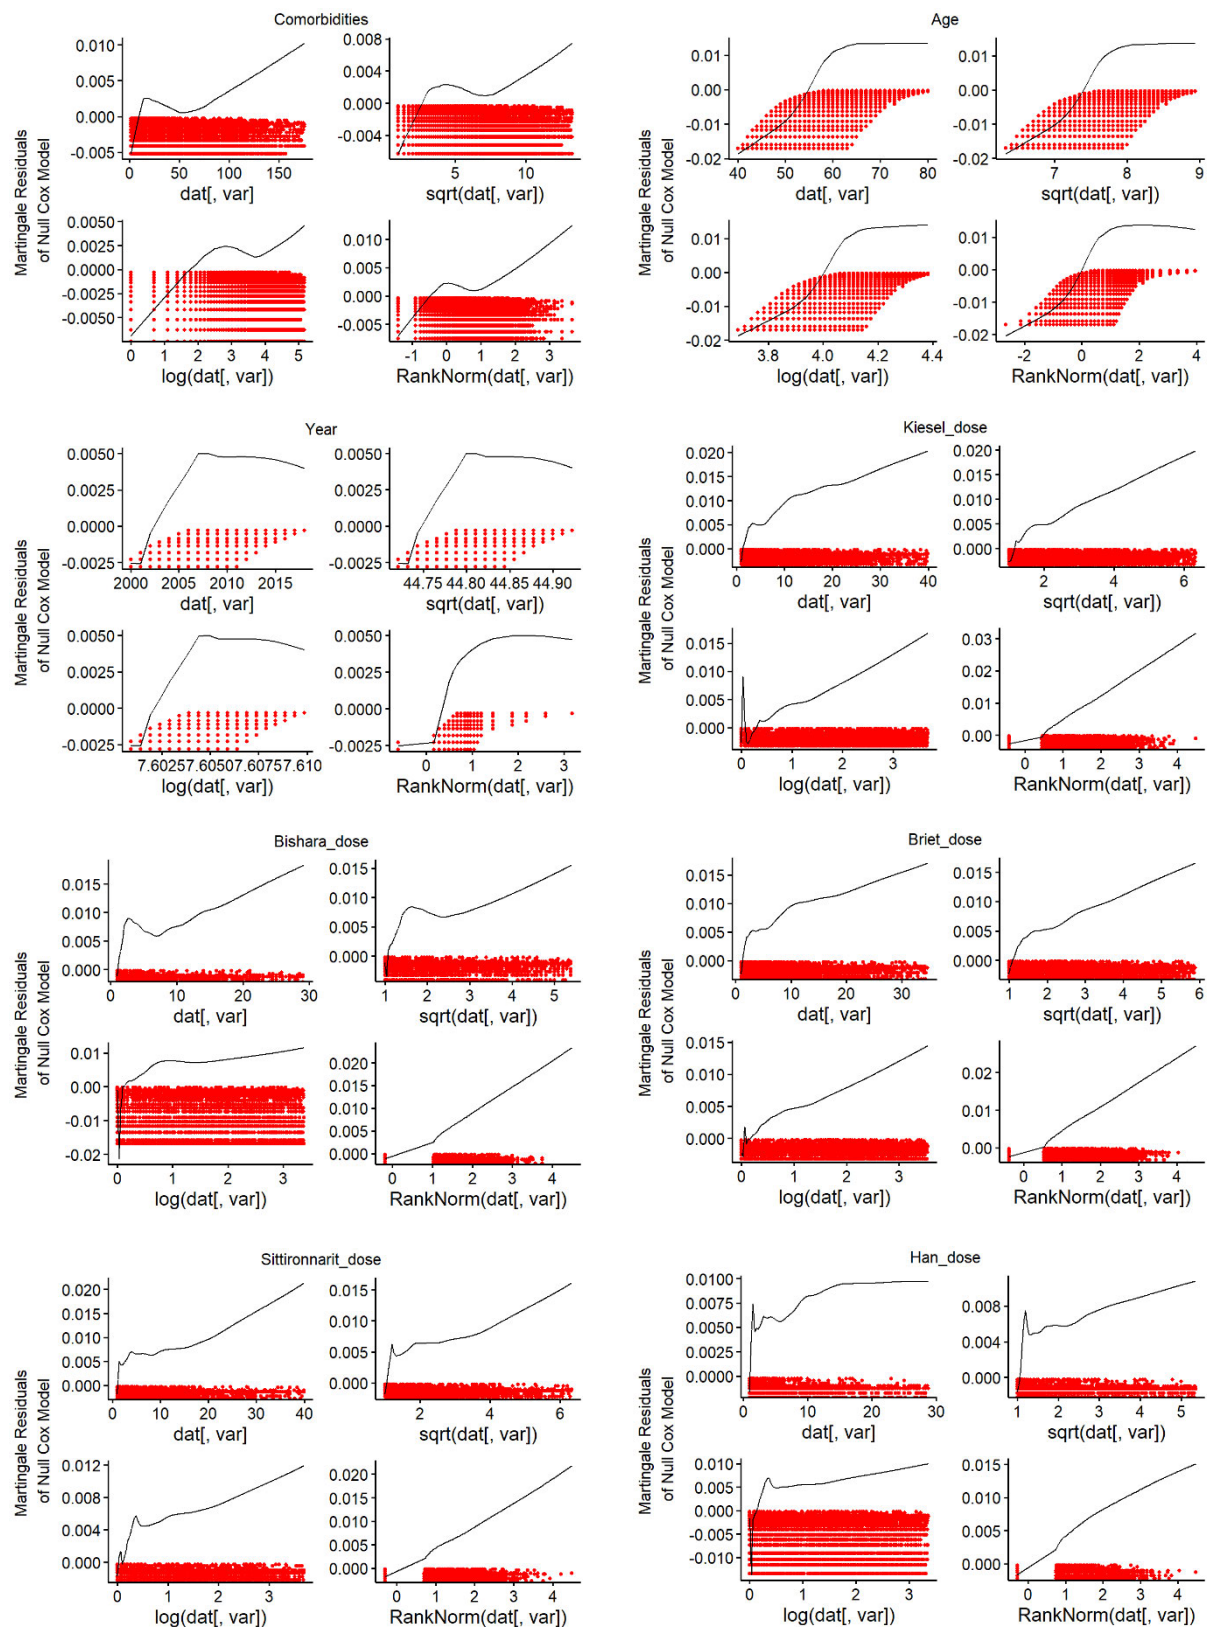 Comorbidities
Martingale Residuals
of Null Cox Model
0.010
0.005
0.000
-0.005
0 50 100 150
dat[, var]
0.008
0.004
0.000
-0.004
5 10
sqrt(dat[, var])
0.0050
0.0025
0.0000
-0.0025
-0.0050
0 1 2 3 4 5
log(dat[, var])
0.010
0.005
0.000
-0.005
-1 0 1 2 3
RankNorm(dat[, var])
Age
Martingale Residuals
of Null Cox Model
0.01
0.00
-0.01
-0.02
40 50 60 70 80
dat[, var]
0.01
0.00
-0.01
-0.02
7 8 9
sqrt(dat[, var])
0.01
0.00
-0.01
-0.02
3.8 4.0 4.2 4.4
log(dat[, var])
0.01
0.00
-0.01
-0.02
-2 0 2 4
RankNorm(dat[, var])
Year
Martingale Residuals
of Null Cox Model
0.0050
0.0025
0.0000
-0.0025
2000 2005 2010 2015
dat[, var]
0.0050
0.0025
0.0000
-0.0025
44.75 44.80 44.85 44.90
sqrt(dat[, var])
0.0050
0.0025
0.0000
-0.0025
7.6025 7.6050 7.6075 7.610
log(dat[, var])
0.0050
0.0025
0.0000
-0.0025
0 1 2 3
RankNorm(dat[, var])
Kiesel_dose
Martingale Residuals
of Null Cox Model
0.020
0.015
0.010
0.005
0.000
0 10 20 30 40
dat[, var]
0.020
0.015
0.010
0.005
0.000
2 4 6
sqrt(dat[, var])
0.015
0.010
0.005
0.000
0 1 2 3
log(dat[, var])
0.03
0.02
0.01
0.00
0 1 2 3 4
RankNorm(dat[, var])
Bishara_dose
Martingale Residuals
of Null Cox Model
0.015
0.010
0.005
0.000
0 10 20 30
dat[, var]
0.015
0.010
0.005
0.000
1 2 3 4 5
sqrt(dat[, var])
0.01
0.00
-0.01
-0.02
0 1 2 3
log(dat[, var])
0.020
0.015
0.010
0.005
0.000
0 1 2 3 4
RankNorm(dat[, var])
Briet_dose
Martingale Residuals
of Null Cox Model
0.015
0.010
0.005
0.000
0 10 20 30
dat[, var]
0.015
0.010
0.005
0.000
1 2 3 4 5 6
sqrt(dat[, var])
0.010
0.005
0.000
0 1 2 3
log(dat[, var])
0.02
0.01
0.00
0 1 2 3 4
RankNorm(dat[, var])
Sittironnarit_dose
Martingale Residuals
of Null Cox Model
0.020
0.015
0.010
0.005
0.000
0 10 20 30 40
dat[, var]
0.015
0.010
0.005
0.000
2 4 6
sqrt(dat[, var])
0.012
0.008
0.004
0.000
0 1 2 3
log(dat[, var])
0.020
0.015
0.010
0.005
0.000
0 1 2 3 4
RankNorm(dat[, var])
Han_dose
Martingale Residuals
of Null Cox Model
0.0100
0.0075
0.0050
0.0025
0.0000
0 10 20 30
dat[, var]
0.008
0.004
0.000
1 2 3 4 5
sqrt(dat[, var])
0.010
0.005
0.000
-0.005
-0.010
0 1 2 3
log(dat[, var])
0.015
0.010
0.005
0.000
0 1 2 3 4
RankNorm(dat[, var])